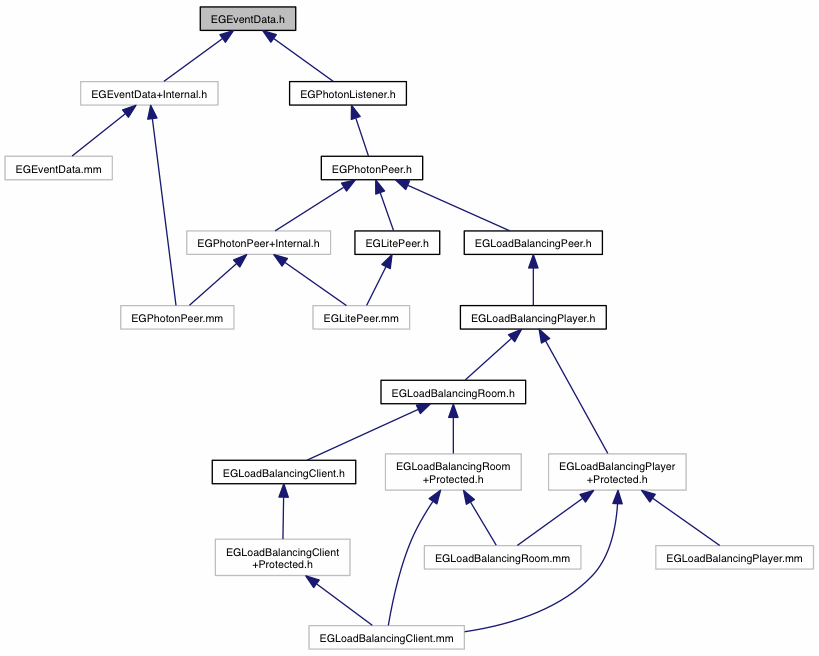 EGEventData.h
EGEventData+Internal.h
EGPhotonListener.h
EGEventData.mm
EGPhotonPeer.h
EGPhotonPeer+Internal.h
EGLitePeer.h
EGLoadBalancingPeer.h
EGPhotonPeer.mm
EGLitePeer.mm
EGLoadBalancingPlayer.h
EGLoadBalancingRoom.h
EGLoadBalancingClient.h
EGLoadBalancingRoom
+Protected.h
EGLoadBalancingPlayer
+Protected.h
EGLoadBalancingClient
+Protected.h
EGLoadBalancingRoom.mm
EGLoadBalancingPlayer.mm
EGLoadBalancingClient.mm